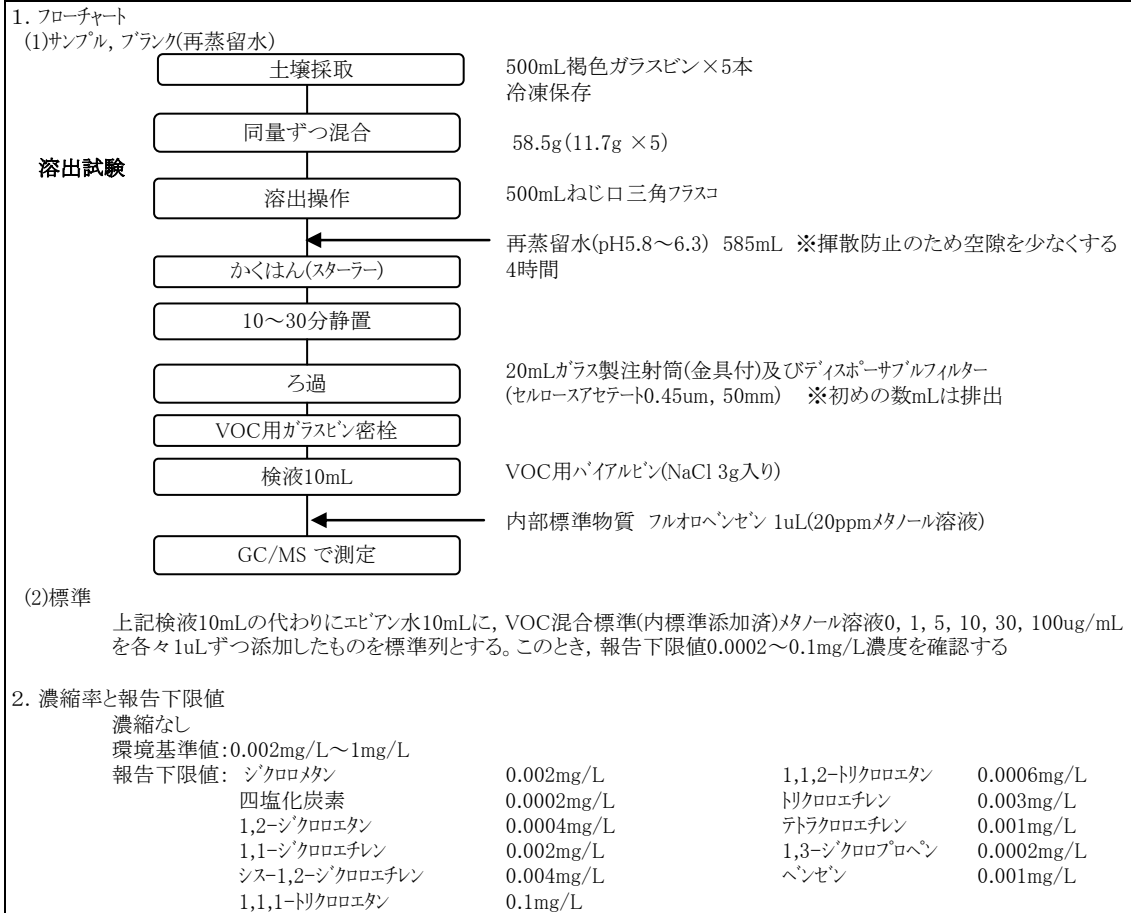 1. ﾌﾛｰﾁｬｰﾄ
(1)ｻﾝﾌﾟﾙ, ﾌﾞﾗﾝｸ(再蒸留水)
土壌採取
500mL褐色ガラスビン×5本
冷凍保存
同量ずつ混合
58.5g(11.7g ×5)
溶出試験
溶出操作
500mLねじ口三角ﾌﾗｽｺ
再蒸留水(pH5.8～6.3) 585mL ※揮散防止のため空隙を少なくする
かくはん(ｽﾀｰﾗｰ)
4時間
10～30分静置
ろ過
20mLｶﾞﾗｽ製注射筒(金具付)及びﾃﾞｨｽﾎﾟｰｻﾌﾞﾙﾌｨﾙﾀｰ
(ｾﾙﾛｰｽｱｾﾃｰﾄ0.45um, 50mm) ※初めの数mLは排出
VOC用ｶﾞﾗｽﾋﾞﾝ密栓
検液10mL
VOC用ﾊﾞｲｱﾙﾋﾞﾝ(NaCl 3g入り)
内部標準物質 ﾌﾙｵﾛﾍﾞﾝｾﾞﾝ 1uL(20ppmﾒﾀﾉｰﾙ溶液)
GC/MS で測定
(2)標準
上記検液10mLの代わりにｴﾋﾞｱﾝ水10mLに, VOC混合標準(内標準添加済)ﾒﾀﾉｰﾙ溶液0, 1, 5, 10, 30, 100ug/mL
を各々1uLずつ添加したものを標準列とする。このとき, 報告下限値0.0002～0.1mg/L濃度を確認する
2. 濃縮率と報告下限値
濃縮なし
環境基準値:0.002mg/L～1mg/L
報告下限値: ｼﾞｸﾛﾛﾒﾀﾝ 0.002mg/L 1,1,2-ﾄﾘｸﾛﾛｴﾀﾝ 0.0006mg/L
四塩化炭素 0.0002mg/L ﾄﾘｸﾛﾛｴﾁﾚﾝ 0.003mg/L
1,2-ｼﾞｸﾛﾛｴﾀﾝ 0.0004mg/L ﾃﾄﾗｸﾛﾛｴﾁﾚﾝ 0.001mg/L
1,1-ｼﾞｸﾛﾛｴﾁﾚﾝ 0.002mg/L 1,3-ｼﾞｸﾛﾛﾌﾟﾛﾍﾟﾝ 0.0002mg/L
ｼｽ-1,2-ｼﾞｸﾛﾛｴﾁﾚﾝ 0.004mg/L ﾍﾞﾝｾﾞﾝ 0.001mg/L
1,1,1-ﾄﾘｸﾛﾛｴﾀﾝ 0.1mg/L